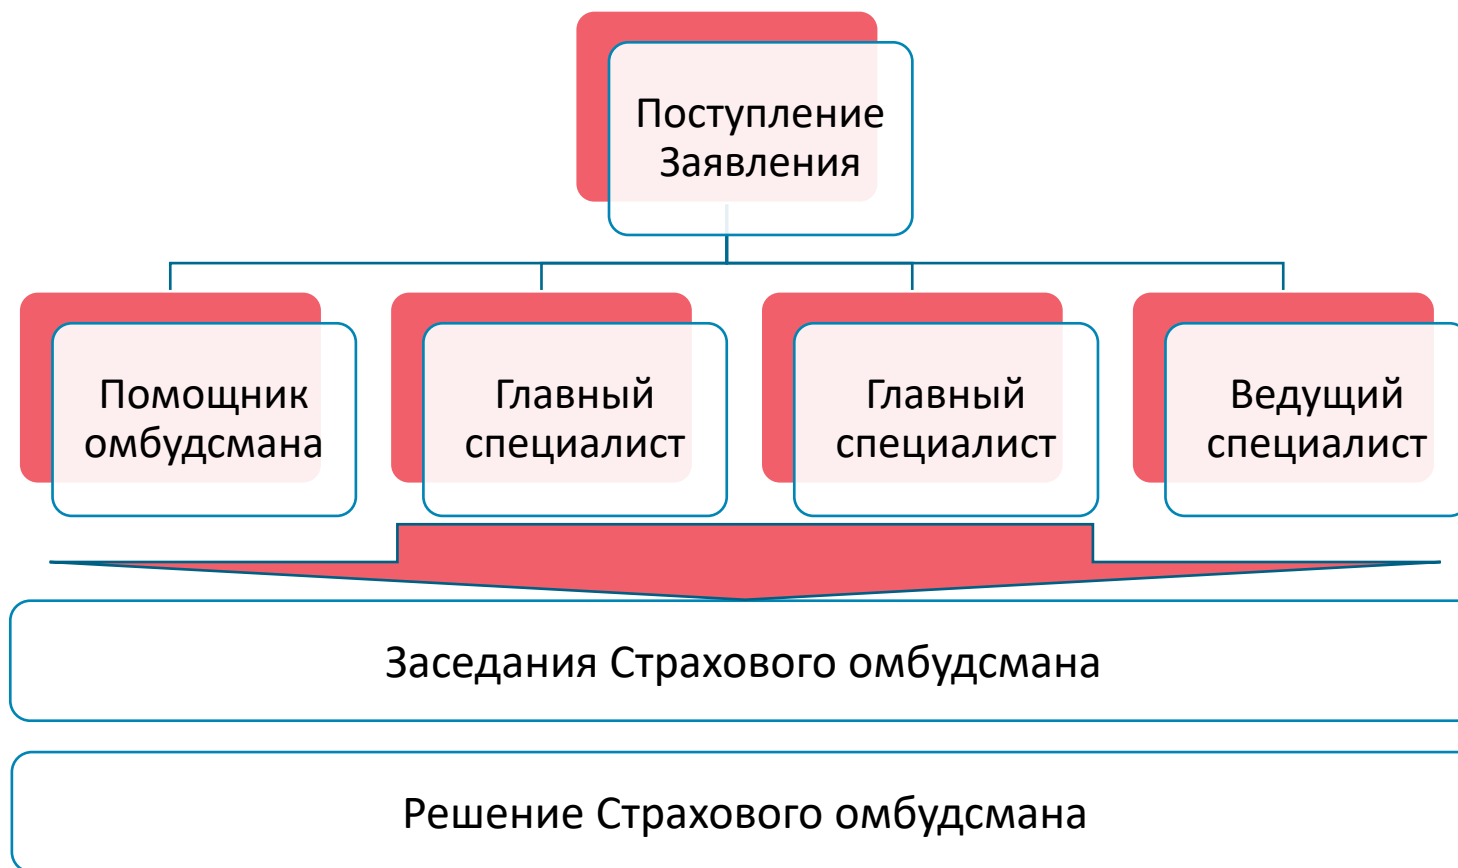 Поступление
Заявления
Помощник
омбудсмана
Главный
специалист
Главный
специалист
Ведущий
специалист
Заседания Страхового омбудсмана
Решение Страхового омбудсмана